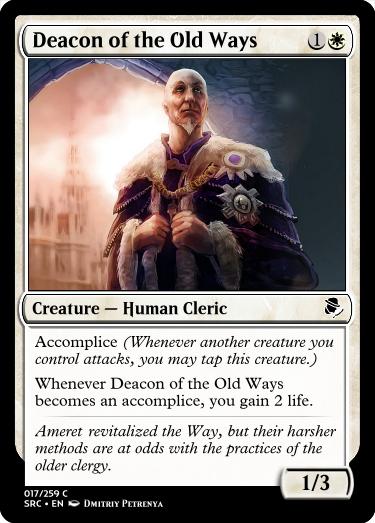 Deacon of the Old Ways 1
Creature — Human Cleric
Accomplice (Whenever another creature you
control attacks, you may tap this creature.)
Whenever Deacon of the Old Ways
becomes an accomplice, you gain 2 life.
Ameret revitalized the Way, but their harsher
methods are at odds with the practices of the
older clergy.
1/3
017/259 C
SRC • EN Dmitriy Petrenya